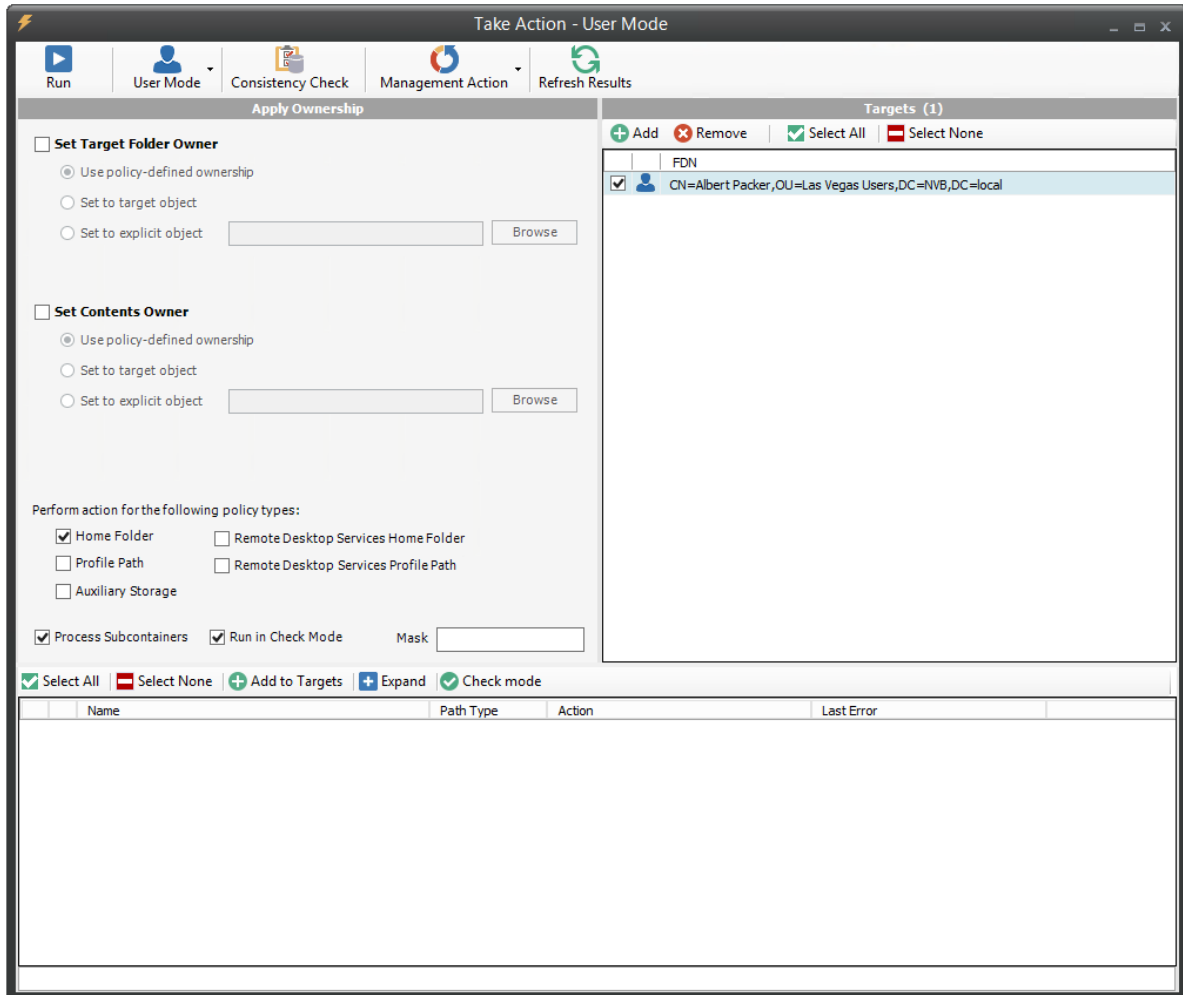 Take Action - User Mode
Run
User Mode
Consistency Check
Management Action
Refresh Results
Apply Ownership
Set Target Folder Owner
Use policy-defined ownership
Set to target object
Set to explicit object
Browse
Set Contents Owner
Use policy-defined ownership
Set to target object
Set to explicit object
Browse
Perform action for the following policy types:
Home Folder
Remote Desktop Services Home Folder
Profile Path
Remote Desktop Services Profile Path
Auxiliary Storage
Process Subcontainers
Run in Check Mode
Mask
Targets (1)
Add
Remove
Select All
Select None
FDN
CN=Albert Packer,OU=Las Vegas Users,DC=NVB,DC=local
Select All
Select None
Add to Targets
Expand
Check mode
Name
Path Type
Action
Last Error